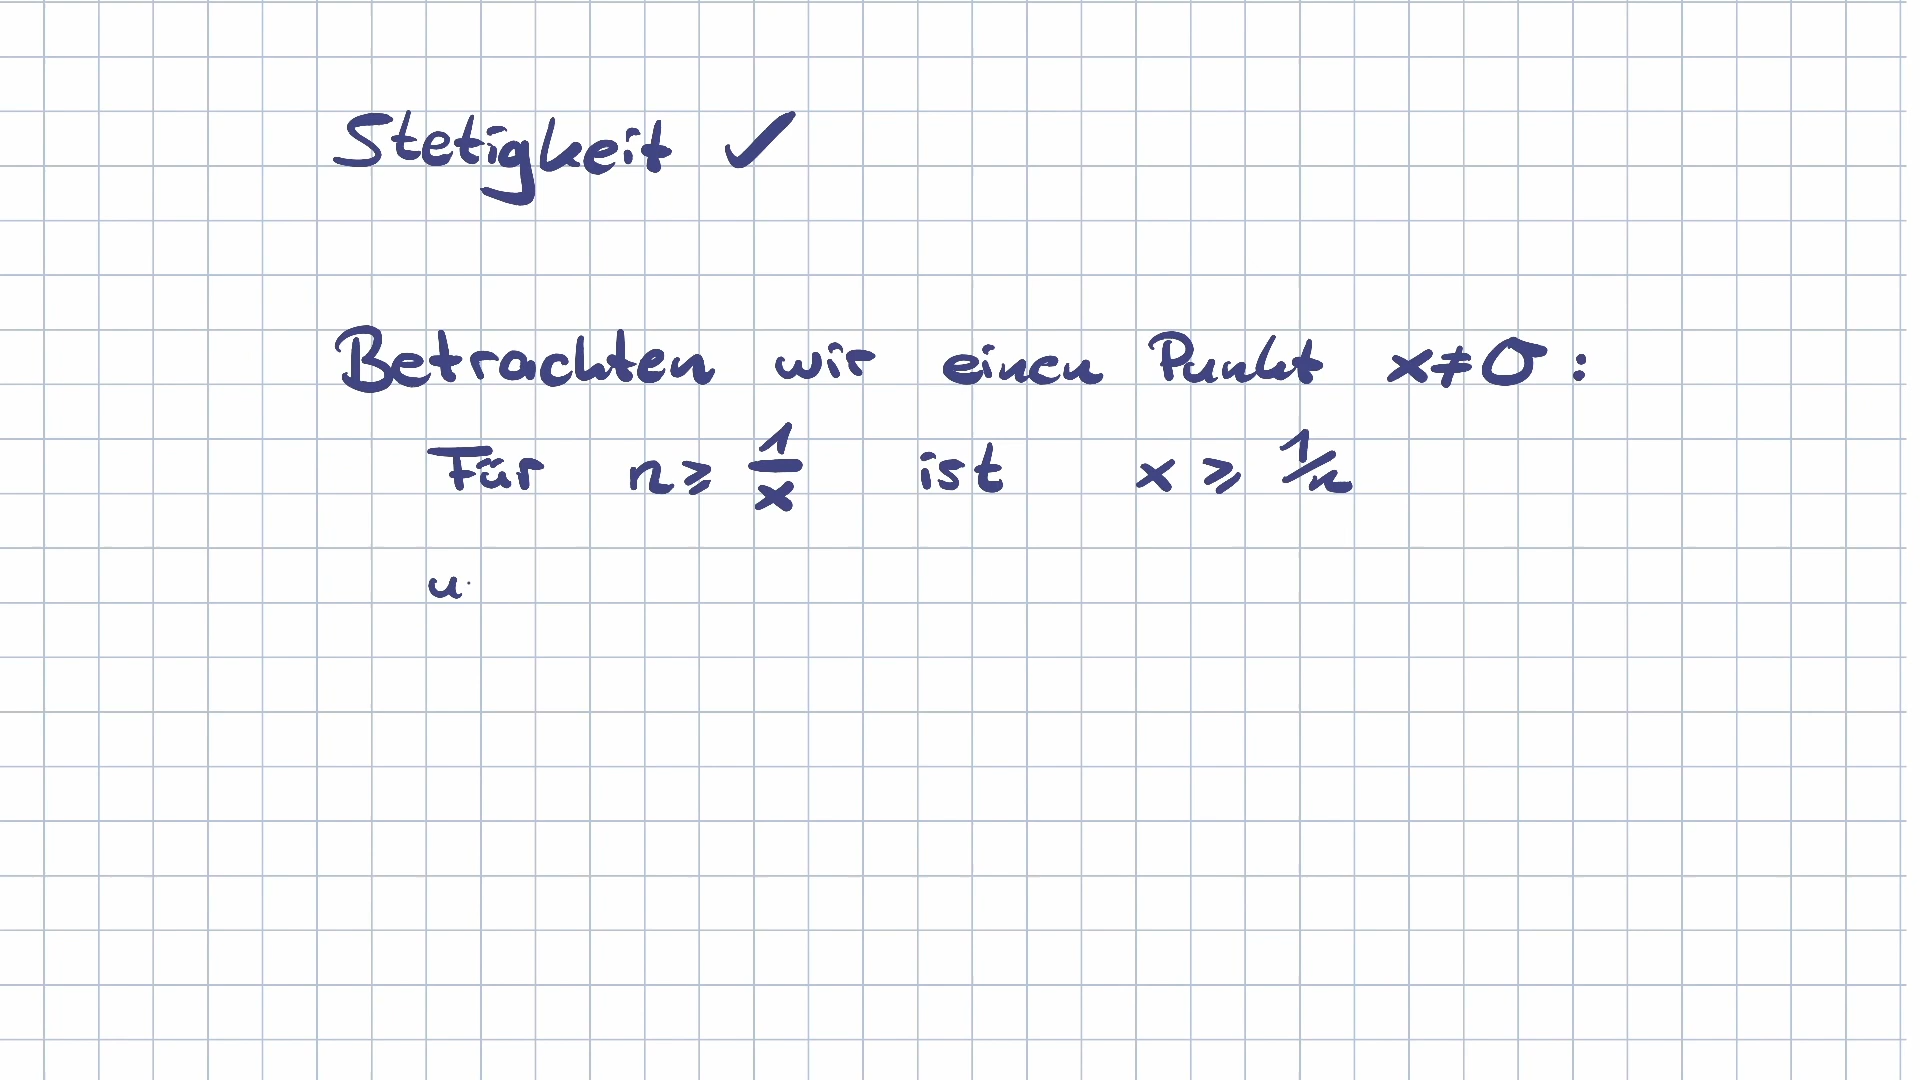 Stetigkeit ✓
Betrachten wir einen Punkt x≠0:
Für n ⩾ 1/x ist x ⩾ 1/n
u